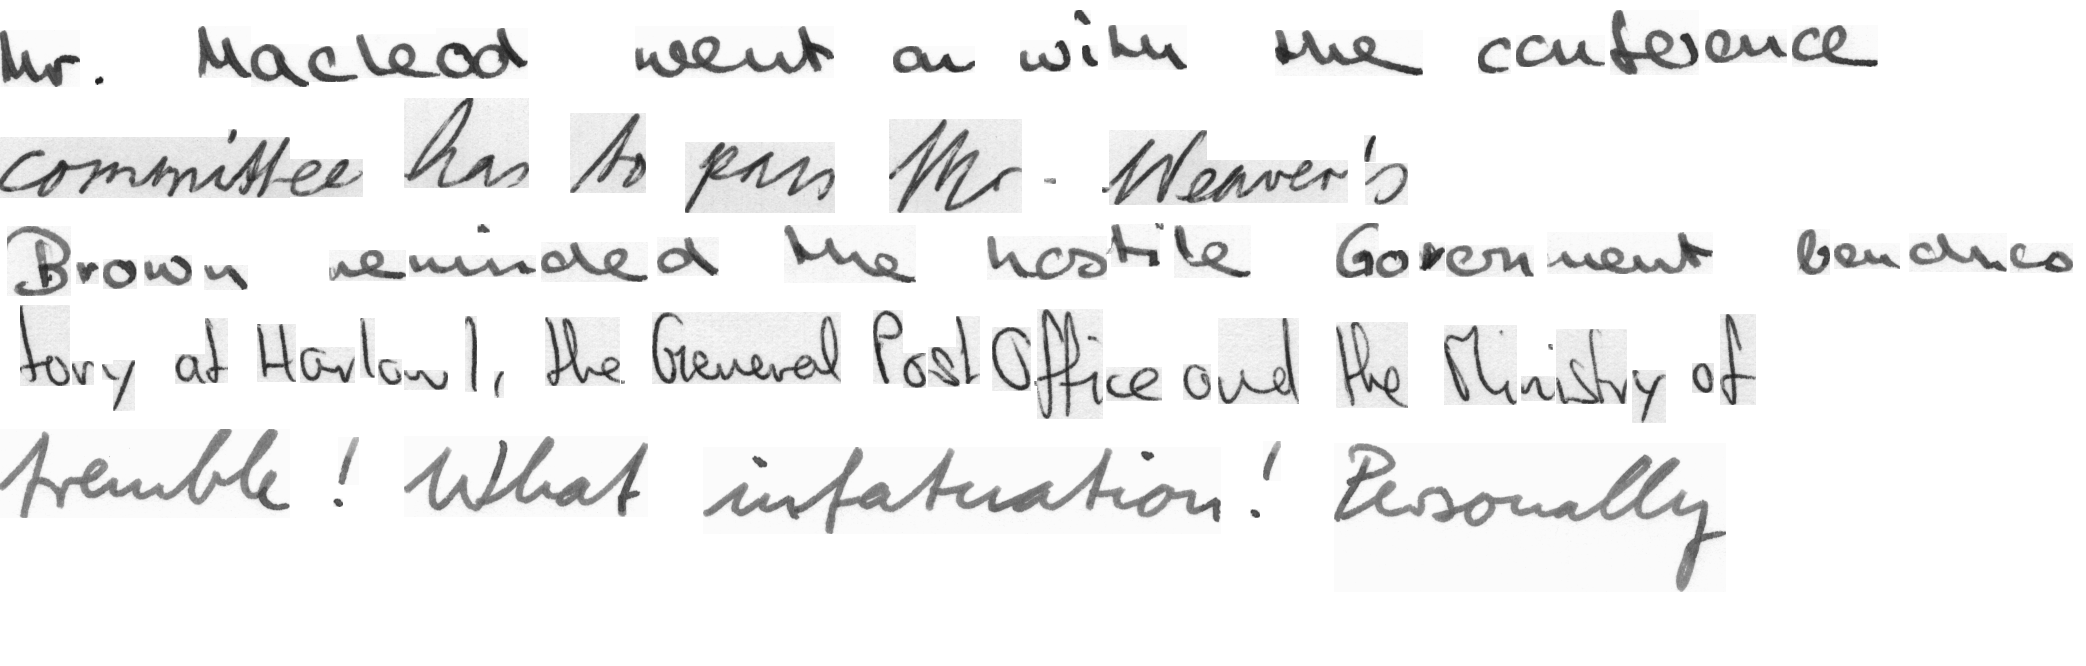 Mr. Macleod went on with the conference
committee has to pass Mr. Weaver's
Brown reminded the hostile Government benches
tory at Harlow, the General Post Office and the Ministry of
tremble! What infatuation! Personally